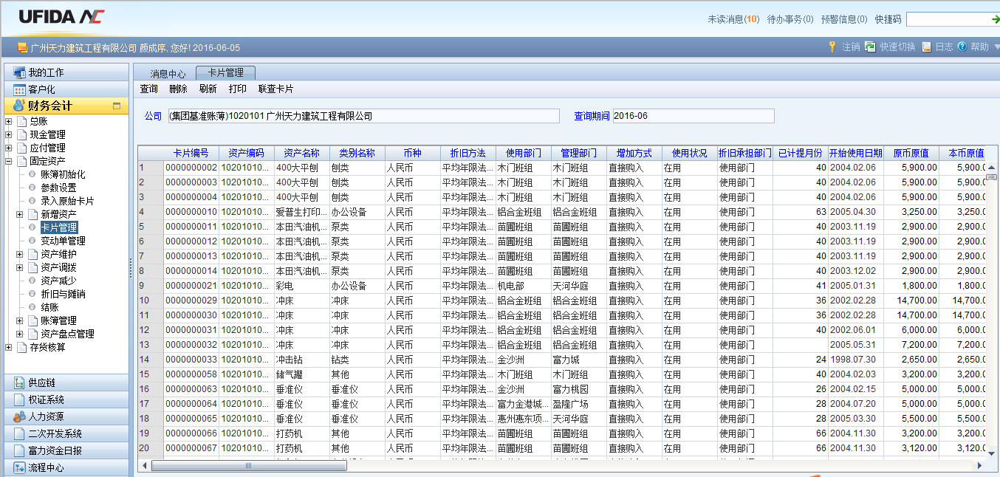 UFIDA NC
未读消息(10) 待办事务(0) 预警信息(0) 快捷码
广州天力建筑工程有限公司 颜成序, 您好! 2016-06-05
注销 快速切换 日志 帮助
我的工作
客户化
财务会计
总账
现金管理
应付管理
固定资产
账簿初始化
参数设置
录入原始卡片
新增资产
卡片管理
变动单管理
资产维护
资产调拨
资产减少
折旧与摊销
结账
账簿管理
资产盘点管理
存货核算
供应链
权证系统
人力资源
二次开发系统
富力资金日报
流程中心
消息中心 卡片管理
查询 删除 刷新 打印 联查卡片
公司 (集团基准账薄)1020101 广州天力建筑工程有限公司 查询期间 2016-06
卡片编号 资产编码 资产名称 类别名称 币种 折旧方法 使用部门 管理部门 增加方式 使用状况 折旧承担部门 已计提月份 开始使用日期 原币原值 本币原值
1 0000000002 10201010... 400大平刨 刨类 人民币 平均年限法... 木门班组 木门班组 直接购入 在用 使用部门 40 2004.02.06 5,900.00 5,900.0
2 0000000003 10201010... 400大平刨 刨类 人民币 平均年限法... 木门班组 木门班组 直接购入 在用 使用部门 40 2004.02.06 5,900.00 5,900.0
3 0000000004 10201010... 400大平刨 刨类 人民币 平均年限法... 木门班组 木门班组 直接购入 在用 使用部门 40 2004.02.06 5,900.00 5,900.0
4 0000000010 10201010... 爱普生打印... 办公设备 人民币 平均年限法... 铝合金班组 铝合金班组 直接购入 在用 使用部门 63 2005.04.30 3,250.00 3,250.0
5 0000000011 10201010... 本田汽油机... 泵类 人民币 平均年限法... 苗圃班组 苗圃班组 直接购入 在用 使用部门 40 2003.11.19 2,900.00 2,900.0
6 0000000012 10201010... 本田汽油机... 泵类 人民币 平均年限法... 苗圃班组 苗圃班组 直接购入 在用 使用部门 40 2003.11.19 2,900.00 2,900.0
7 0000000013 10201010... 本田汽油机... 泵类 人民币 平均年限法... 苗圃班组 苗圃班组 直接购入 在用 使用部门 40 2003.11.19 2,900.00 2,900.0
8 0000000014 10201010... 本田汽油机... 泵类 人民币 平均年限法... 苗圃班组 苗圃班组 直接购入 在用 使用部门 40 2003.12.02 2,900.00 2,900.0
9 0000000021 10201010... 彩电 办公设备 人民币 平均年限法... 机电部 天河华庭 直接购入 在用 使用部门 41 2005.01.31 1,800.00 1,800.0
10 0000000029 10201010... 冲床 冲床 人民币 平均年限法... 铝合金班组 铝合金班组 直接购入 在用 使用部门 36 2002.02.28 14,700.00 14,700.0
11 0000000030 10201010... 冲床 冲床 人民币 平均年限法... 铝合金班组 铝合金班组 直接购入 在用 使用部门 36 2002.02.28 14,700.00 14,700.0
12 0000000031 10201010... 冲床 冲床 人民币 平均年限法... 铝合金班组 铝合金班组 直接购入 在用 使用部门 40 2002.06.01 6,000.00 6,000.0
13 0000000032 10201010... 冲床 冲床 人民币 平均年限法... 铝合金班组 铝合金班组 直接购入 在用 使用部门 2005.05.31 7,200.00 7,200.0
14 0000000033 10201010... 冲击钻 钻类 人民币 平均年限法... 金沙洲 富力城 直接购入 在用 使用部门 24 1998.07.30 2,650.00 2,650.0
15 0000000058 10201010... 储气罐 其他 人民币 平均年限法... 木门班组 木门班组 直接购入 在用 使用部门 40 2004.02.03 3,200.00 3,200.0
16 0000000063 10201010... 垂准仪 垂准仪 人民币 平均年限法... 金沙洲 富力桃园 直接购入 在用 使用部门 26 2004.02.15 5,000.00 5,000.0
17 0000000064 10201010... 垂准仪 垂准仪 人民币 平均年限法... 富力金港城... 盈隆广场 直接购入 在用 使用部门 28 2004.07.20 5,000.00 5,000.0
18 0000000065 10201010... 垂准仪 垂准仪 人民币 平均年限法... 惠州惠东项... 天河华庭 直接购入 在用 使用部门 28 2005.03.30 5,500.00 5,500.0
19 0000000066 10201010... 打药机 其他 人民币 平均年限法... 苗圃班组 苗圃班组 直接购入 在用 使用部门 66 2004.11.30 3,200.00 3,200.0
20 0000000067 10201010... 打药机 其他 人民币 平均年限法... 苗圃班组 苗圃班组 直接购入 在用 使用部门 66 2004.11.30 3,120.00 3,120.0